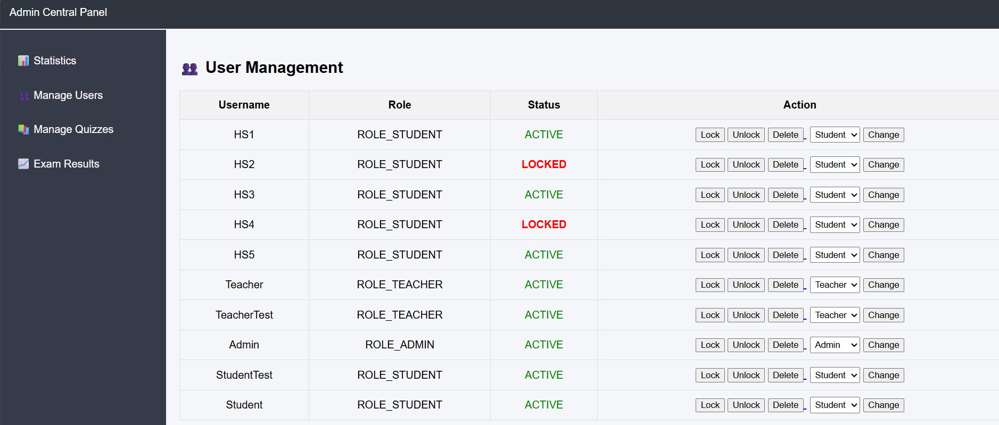 Admin Central Panel
Statistics
Manage Users
Manage Quizzes
Exam Results
User Management
Username Role Status Action
HS1 ROLE_STUDENT ACTIVE Lock Unlock Delete Student Change
HS2 ROLE_STUDENT LOCKED Lock Unlock Delete Student Change
HS3 ROLE_STUDENT ACTIVE Lock Unlock Delete Student Change
HS4 ROLE_STUDENT LOCKED Lock Unlock Delete Student Change
HS5 ROLE_STUDENT ACTIVE Lock Unlock Delete Student Change
Teacher ROLE_TEACHER ACTIVE Lock Unlock Delete Teacher Change
TeacherTest ROLE_TEACHER ACTIVE Lock Unlock Delete Teacher Change
Admin ROLE_ADMIN ACTIVE Lock Unlock Delete Admin Change
StudentTest ROLE_STUDENT ACTIVE Lock Unlock Delete Student Change
Student ROLE_STUDENT ACTIVE Lock Unlock Delete Student Change